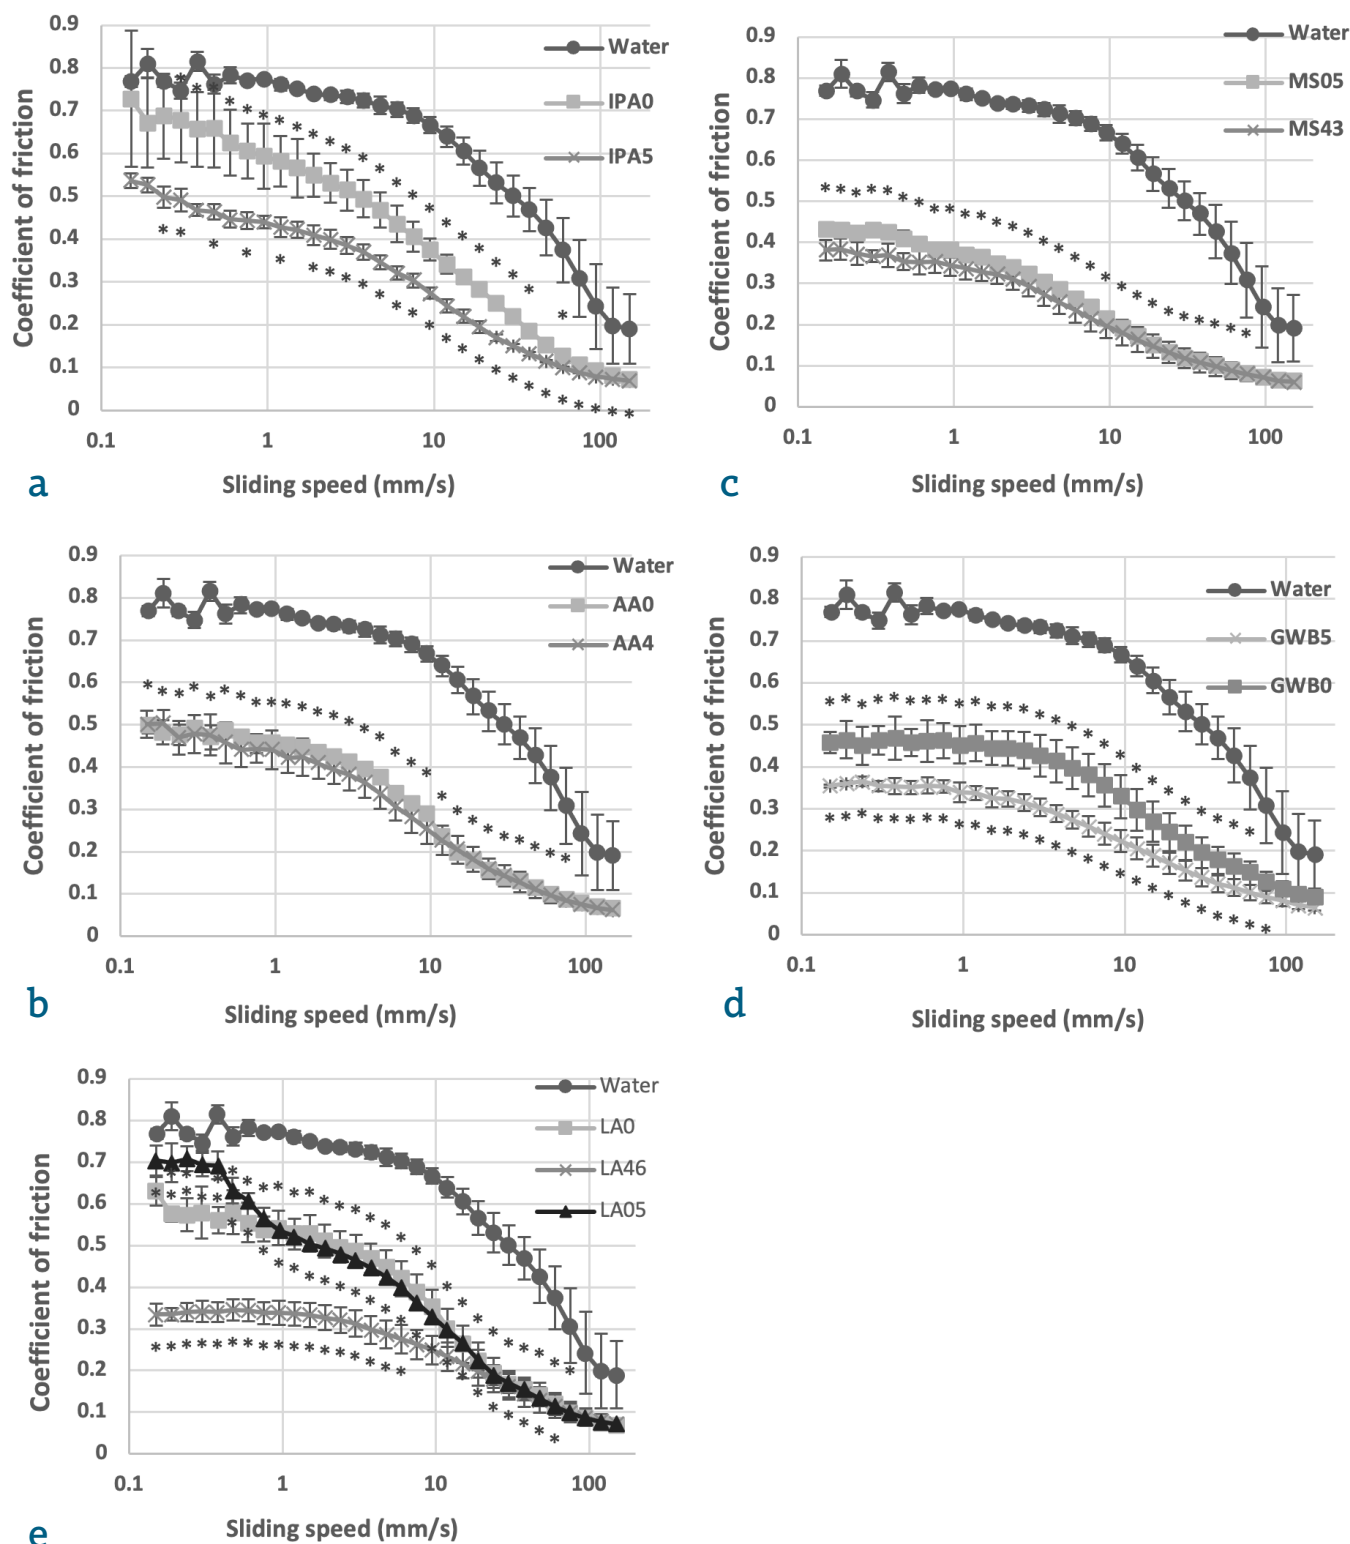 0.9
0.8
0.7
0.6
0.5
0.4
0.3
0.2
0.1
0
Coefficient of friction
Water
IPA0
IPA5
0.1 1 10 100
Sliding speed (mm/s)
a
0.9
0.8
0.7
0.6
0.5
0.4
0.3
0.2
0.1
0
Coefficient of friction
Water
MS05
MS43
0.1 1 10 100
Sliding speed (mm/s)
c
0.9
0.8
0.7
0.6
0.5
0.4
0.3
0.2
0.1
0
Coefficient of friction
Water
AA0
AA4
0.1 1 10 100
Sliding speed (mm/s)
b
0.9
0.8
0.7
0.6
0.5
0.4
0.3
0.2
0.1
0
Coefficient of friction
Water
GWB5
GWB0
0.1 1 10 100
Sliding speed (mm/s)
d
0.9
0.8
0.7
0.6
0.5
0.4
0.3
0.2
0.1
0
Coefficient of friction
Water
LA0
LA46
LA05
0.1 1 10 100
Sliding speed (mm/s)
e